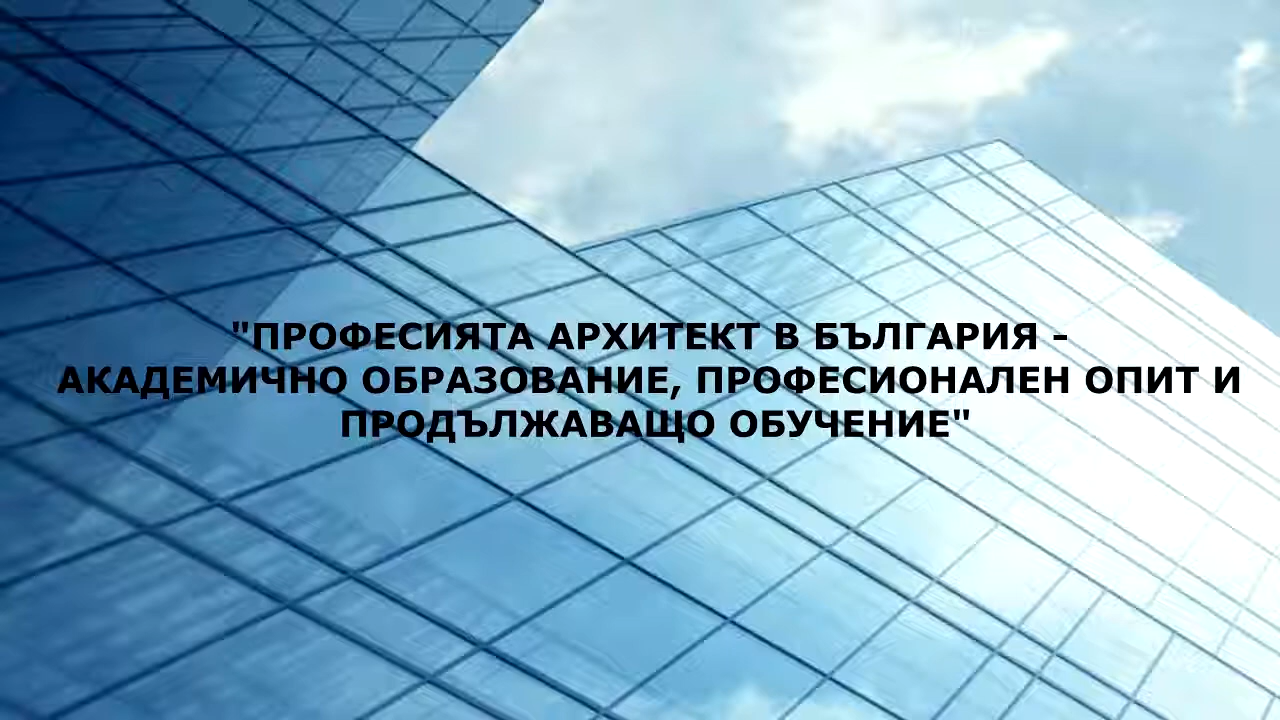 "ПРОФЕСИЯТА АРХИТЕКТ В БЪЛГАРИЯ –
АКАДЕМИЧНО ОБРАЗОВАНИЕ, ПРОФЕСИОНАЛЕН ОПИТ И
ПРОДЪЛЖАВАЩО ОБУЧЕНИЕ"